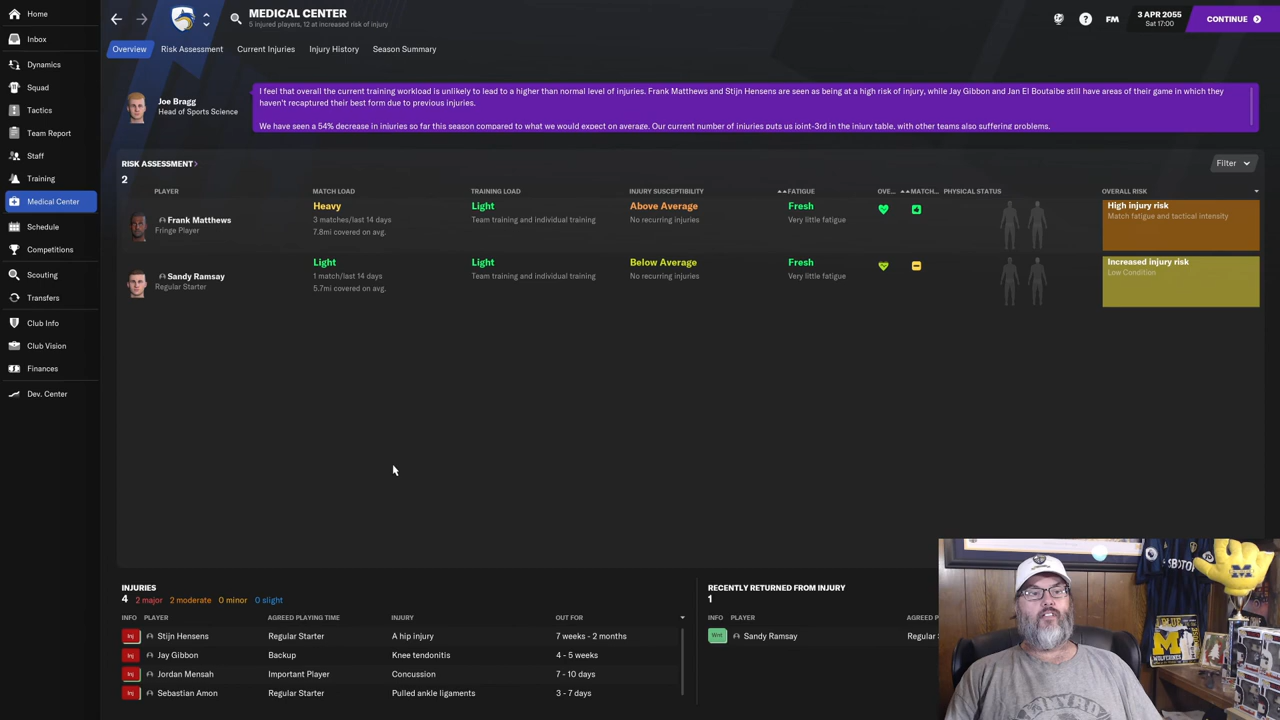 Home
MEDICAL CENTER
5 injured players, 12 at increased risk of injury
3 APR 2055
Sat 17:00
FM
CONTINUE
Inbox
Dynamics
Squad
Tactics
Team Report
Staff
Training
Medical Center
Schedule
Competitions
Scouting
Transfers
Club Info
Club Vision
Finances
Dev. Center
Overview
Risk Assessment
Current Injuries
Injury History
Season Summary
Joe Bragg
Head of Sports Science
I feel that overall the current training workload is unlikely to lead to a higher than normal level of injuries. Frank Matthews and Stijn Hensens are seen as being at a high risk of injury, while Jay Gibbon and Jan El Boutaibe still have areas of their game in which they
haven't recaptured their best form due to previous injuries.
We have seen a 54% decrease in injuries so far this season compared to what we would expect on average. Our current number of injuries puts us joint-3rd in the injury table, with other teams also suffering problems.
RISK ASSESSMENT
2
Filter
PLAYER MATCH LOAD TRAINING LOAD INJURY SUSCEPTIBILITY FATIGUE OVE... MATCH... PHYSICAL STATUS OVERALL RISK
Frank Matthews
Fringe Player
Heavy
3 matches/last 14 days
7.8mi covered on avg.
Light
Team training and individual training
Above Average
No recurring injuries
Fresh
Very little fatigue
High injury risk
Match fatigue and tactical intensity
Sandy Ramsay
Regular Starter
Light
1 match/last 14 days
5.7mi covered on avg.
Light
Team training and individual training
Below Average
No recurring injuries
Fresh
Very little fatigue
Increased injury risk
Low Condition
INJURIES
4 2 major 2 moderate 0 minor 0 slight
INFO PLAYER AGREED PLAYING TIME INJURY OUT FOR
Inj Stijn Hensens Regular Starter A hip injury 7 weeks - 2 months
Inj Jay Gibbon Backup Knee tendonitis 4 - 5 weeks
Inj Jordan Mensah Important Player Concussion 7 - 10 days
Inj Sebastian Amon Regular Starter Pulled ankle ligaments 3 - 7 days
RECENTLY RETURNED FROM INJURY
1
INFO PLAYER AGREED P
Wnt Sandy Ramsay Regular